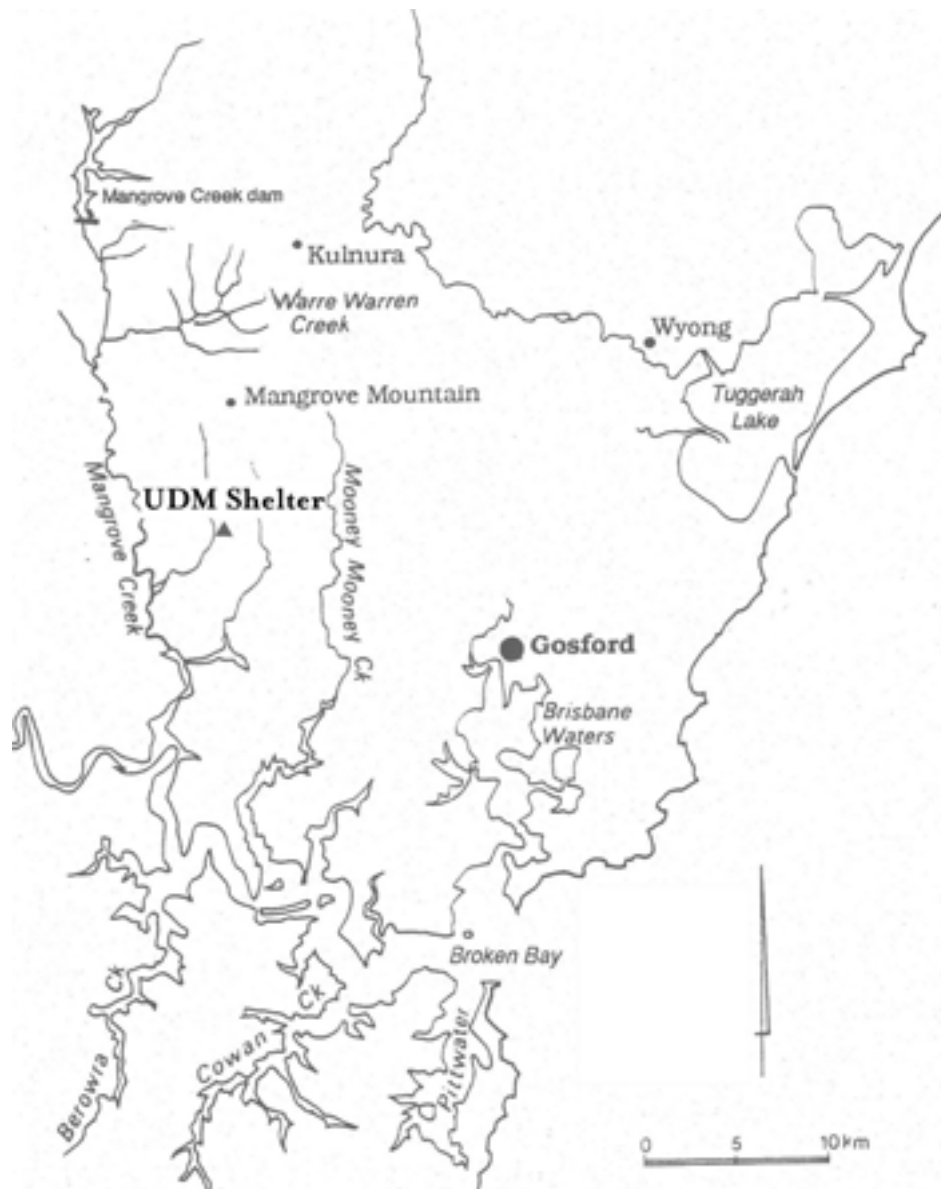 Mangrove Creek dam
Kulnura
Warre Warren
Creek
Wyong
Mangrove Mountain
Tuggerah
Lake
Mangrove Creek
UDM Shelter
Mooney Mooney Ck
Gosford
Brisbane
Waters
Broken Bay
Berowra Ck
Cowan Ck
Pittwater
0 5 10km